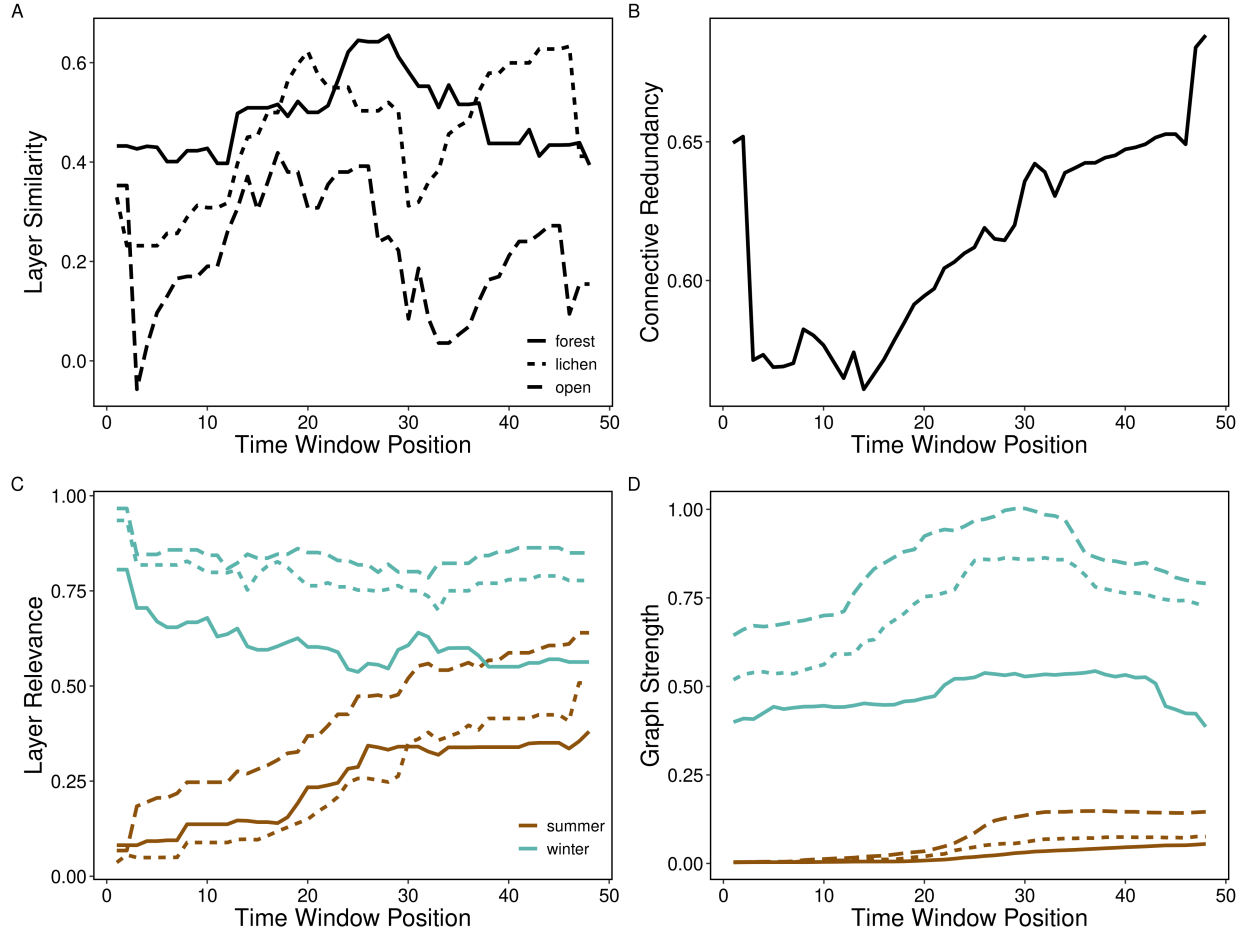 A
Layer Similarity
0.6
0.4
0.2
0.0
forest
lichen
open
0 10 20 30 40 50
Time Window Position
B
Connective Redundancy
0.65
0.60
0 10 20 30 40 50
Time Window Position
C
Layer Relevance
1.00
0.75
0.50
0.25
0.00
summer
winter
0 10 20 30 40 50
Time Window Position
D
Graph Strength
1.00
0.75
0.50
0.25
0.00
0 10 20 30 40 50
Time Window Position